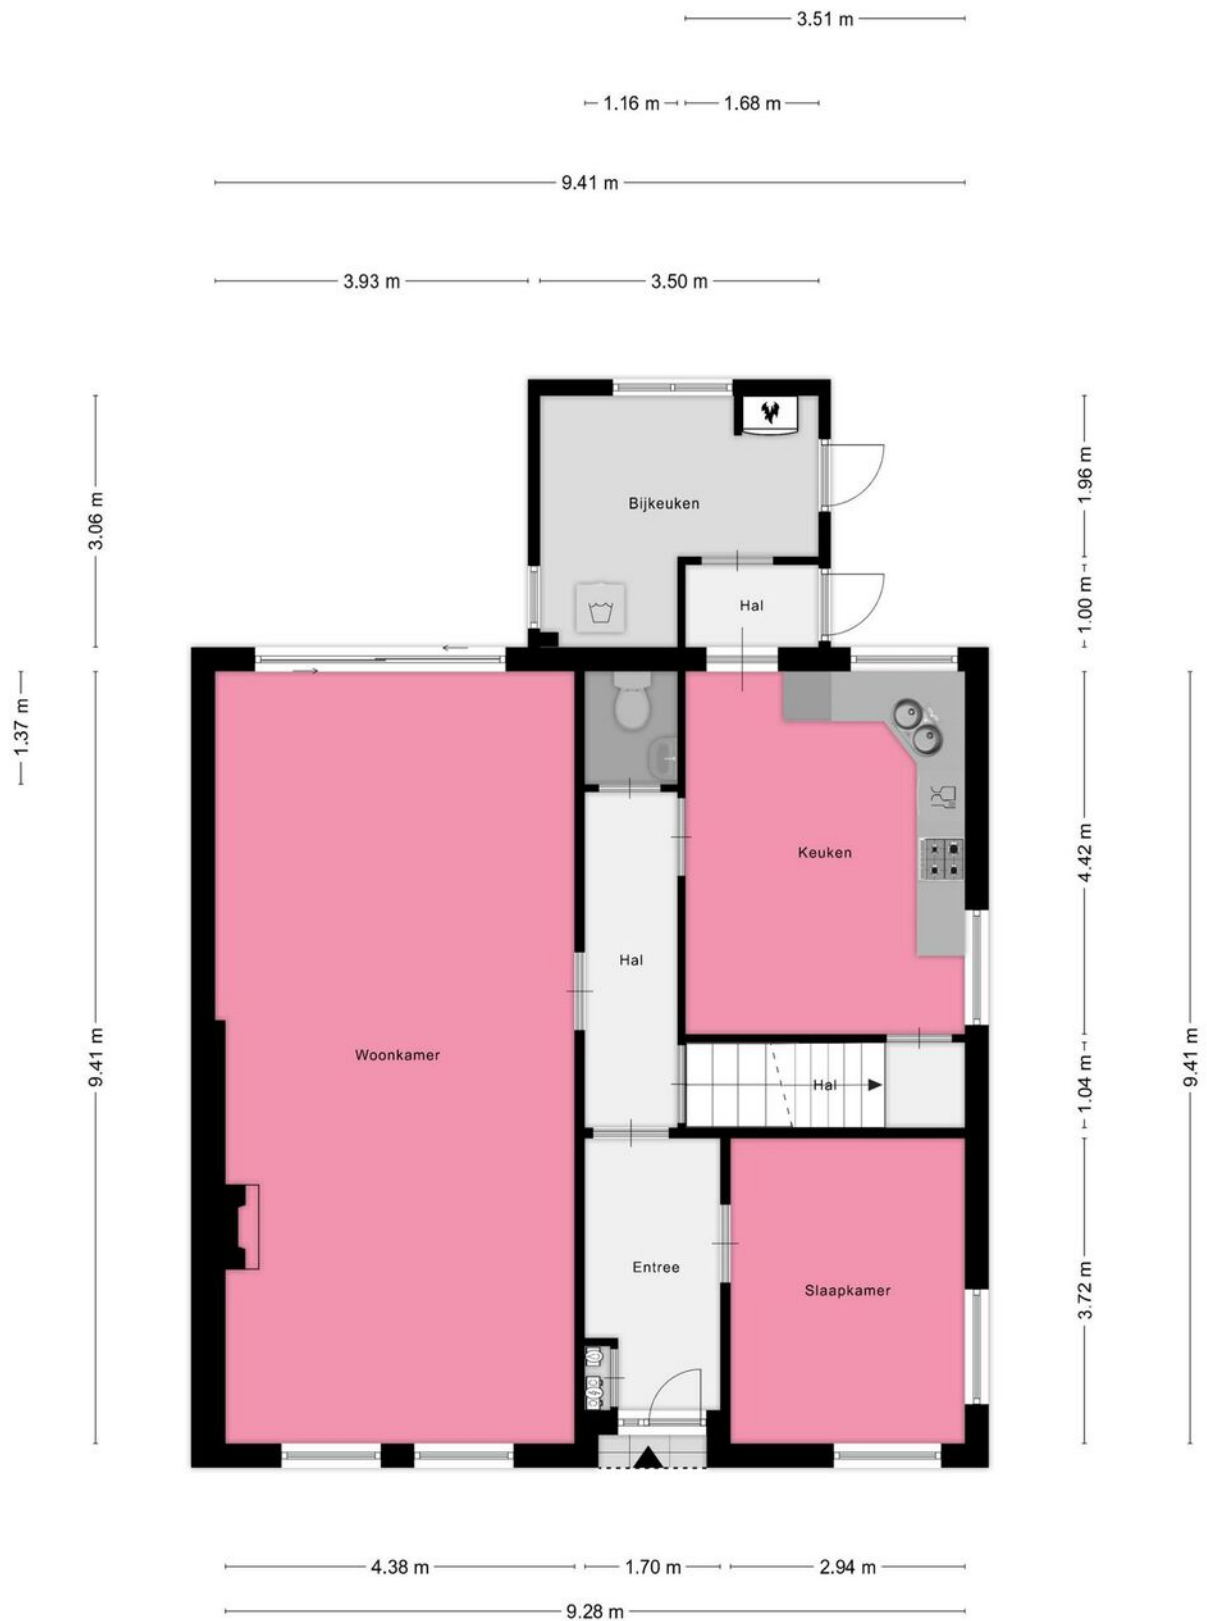 3.51 m
1.16 m
1.68 m
9.41 m
3.93 m
3.50 m
3.06 m
1.96 m
Bijkeuken
Hal
1.00 m
1.37 m
Keuken
4.42 m
Hal
9.41 m
Woonkamer
Hal
1.04 m
9.41 m
Entree
Slaapkamer
3.72 m
4.38 m
1.70 m
2.94 m
9.28 m